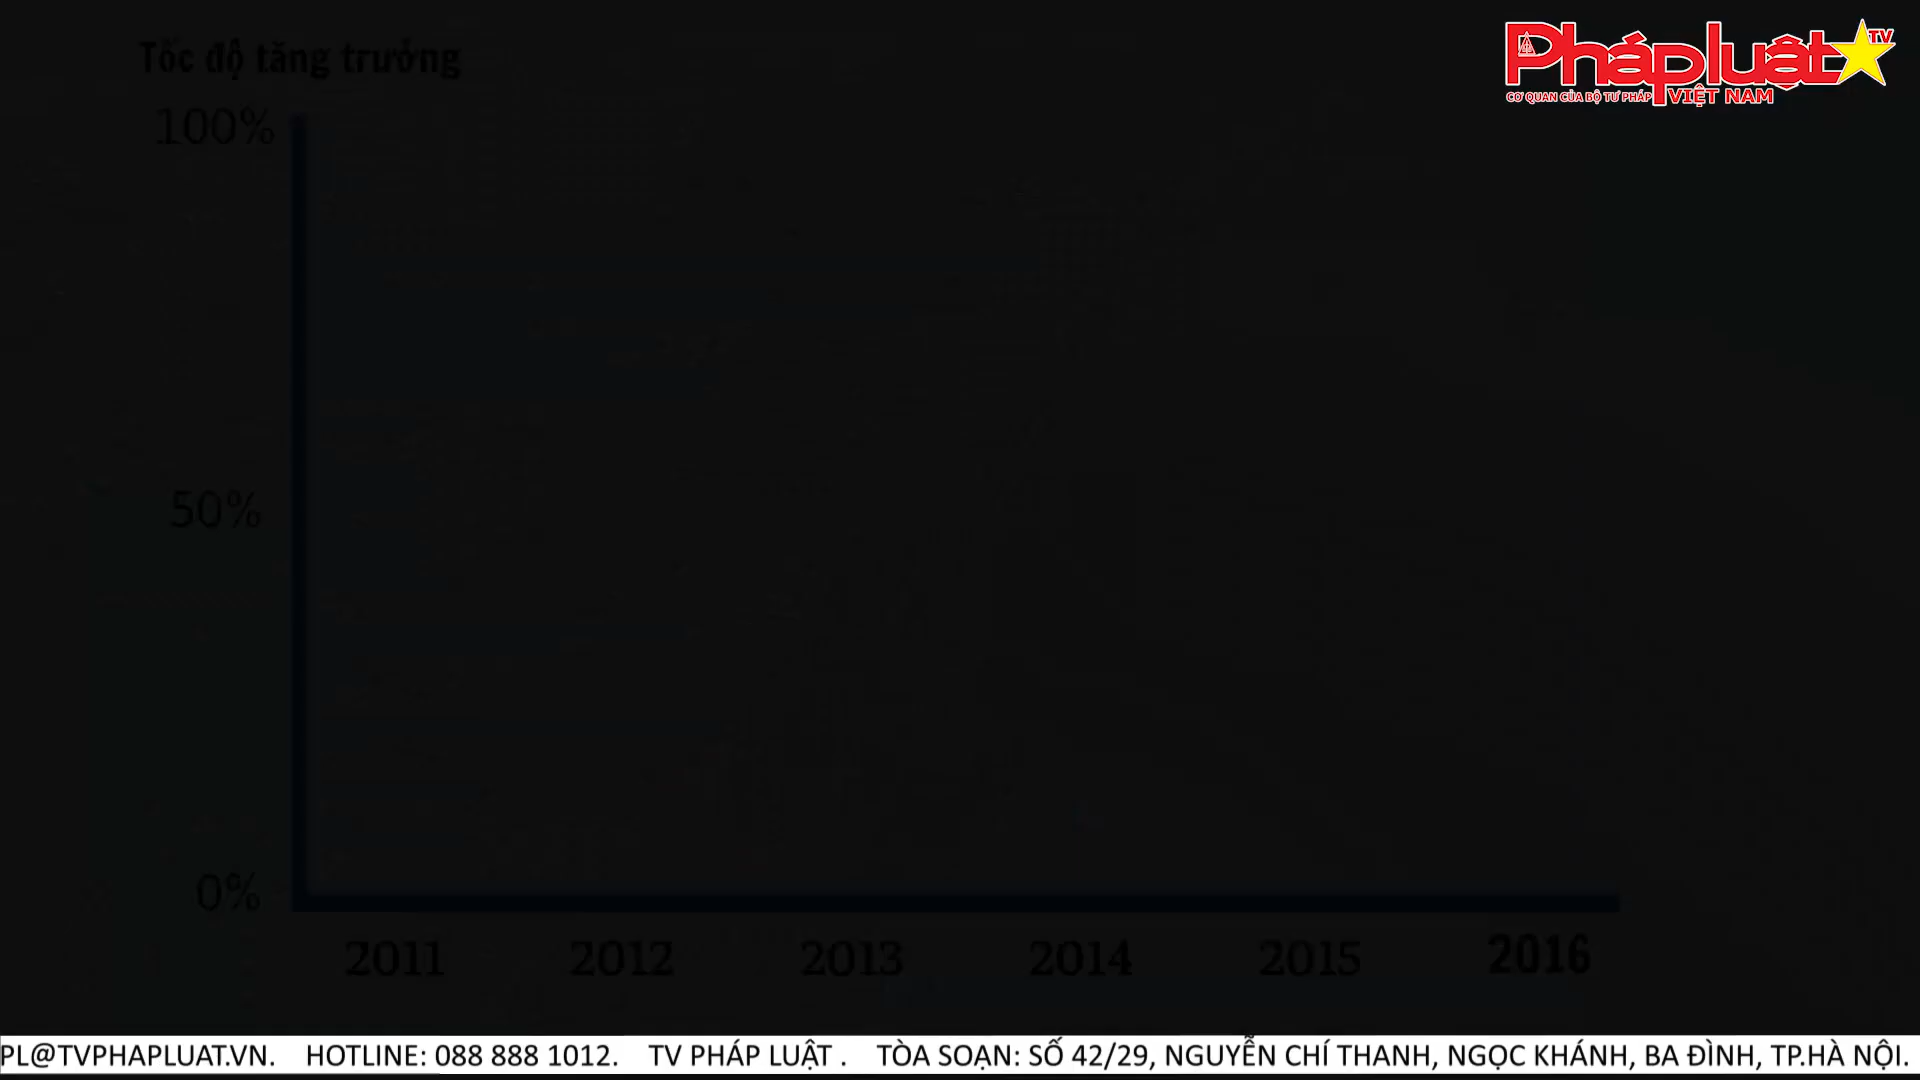 Tốc độ tăng trưởng
Phápluật TV
CƠ QUAN CỦA BỘ TƯ PHÁP VIỆT NAM
100%
50%
0%
2011 2012 2013 2014 2015 2016
PL@TVPHAPLUAT.VN. HOTLINE: 088 888 1012. TV PHÁP LUẬT . TÒA SOẠN: SỐ 42/29, NGUYỄN CHÍ THANH, NGỌC KHÁNH, BA ĐÌNH, TP.HÀ NỘI.